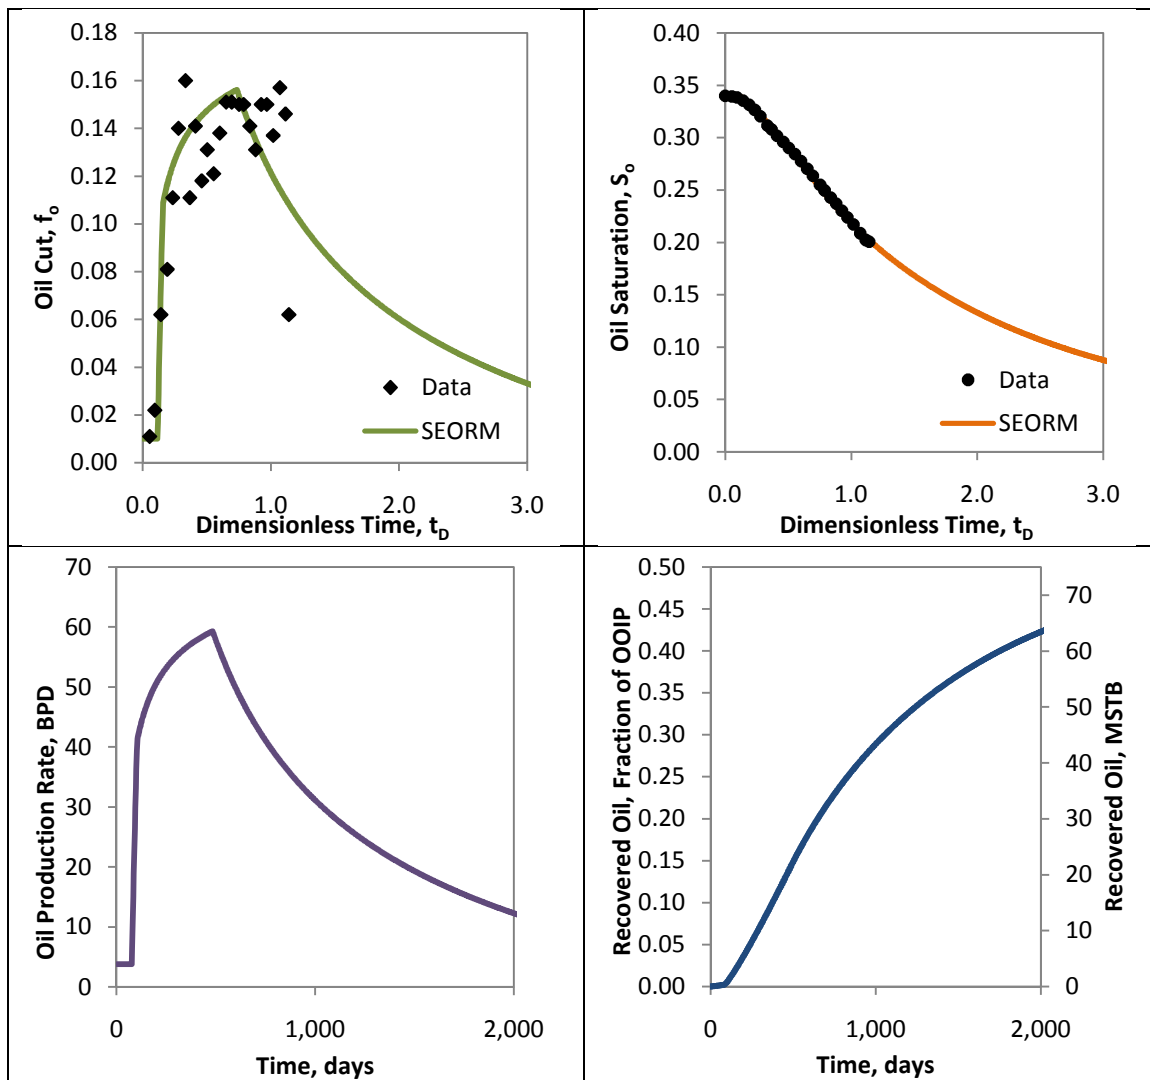 0.18
0.16
0.14
0.12
0.10
0.08
0.06
0.04
0.02
0.00
Oil Cut, fo
0.0 1.0 2.0 3.0
Dimensionless Time, tD
Data
SEORM
0.40
0.35
0.30
0.25
0.20
0.15
0.10
0.05
0.00
Oil Saturation, So
0.0 1.0 2.0 3.0
Dimensionless Time, tD
Data
SEORM
70
60
50
40
30
20
10
0
Oil Production Rate, BPD
0 1,000 2,000
Time, days
0.50
0.45
0.40
0.35
0.30
0.25
0.20
0.15
0.10
0.05
0.00
Recovered Oil, Fraction of OOIP
70
60
50
40
30
20
10
0
Recovered Oil, MSTB
0 1,000 2,000
Time, days